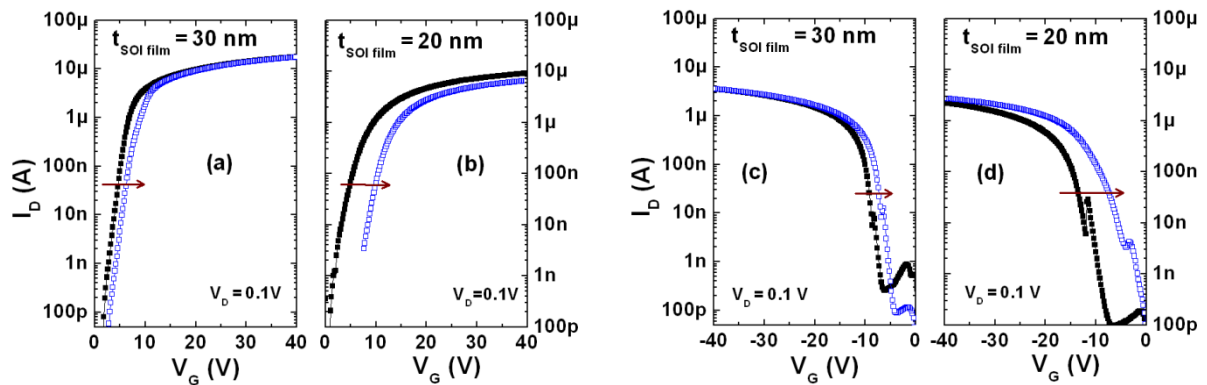 100µ
10µ
1µ
100n
10n
1n
100p
I_D (A)
t_SOI film = 30 nm
(a)
V_D = 0.1V
0 10 20 30 40
V_G (V)
t_SOI film = 20 nm
(b)
V_D =0.1V
0 10 20 30 40
V_G (V)
100µ
10µ
1µ
100n
10n
1n
100p
100µ
10µ
1µ
100n
10n
1n
100p
I_D (A)
t_SOI film = 30 nm
(c)
V_D = 0.1 V
-40 -30 -20 -10 0
V_G (V)
t_SOI film = 20 nm
(d)
V_D = 0.1 V
-40 -30 -20 -10 0
V_G (V)
100µ
10µ
1µ
100n
10n
1n
100p